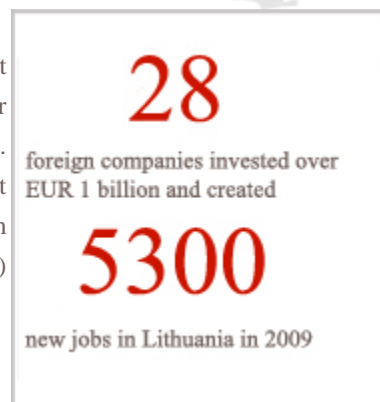 28
foreign companies invested over
EUR 1 billion and created
5300
new jobs in Lithuania in 2009